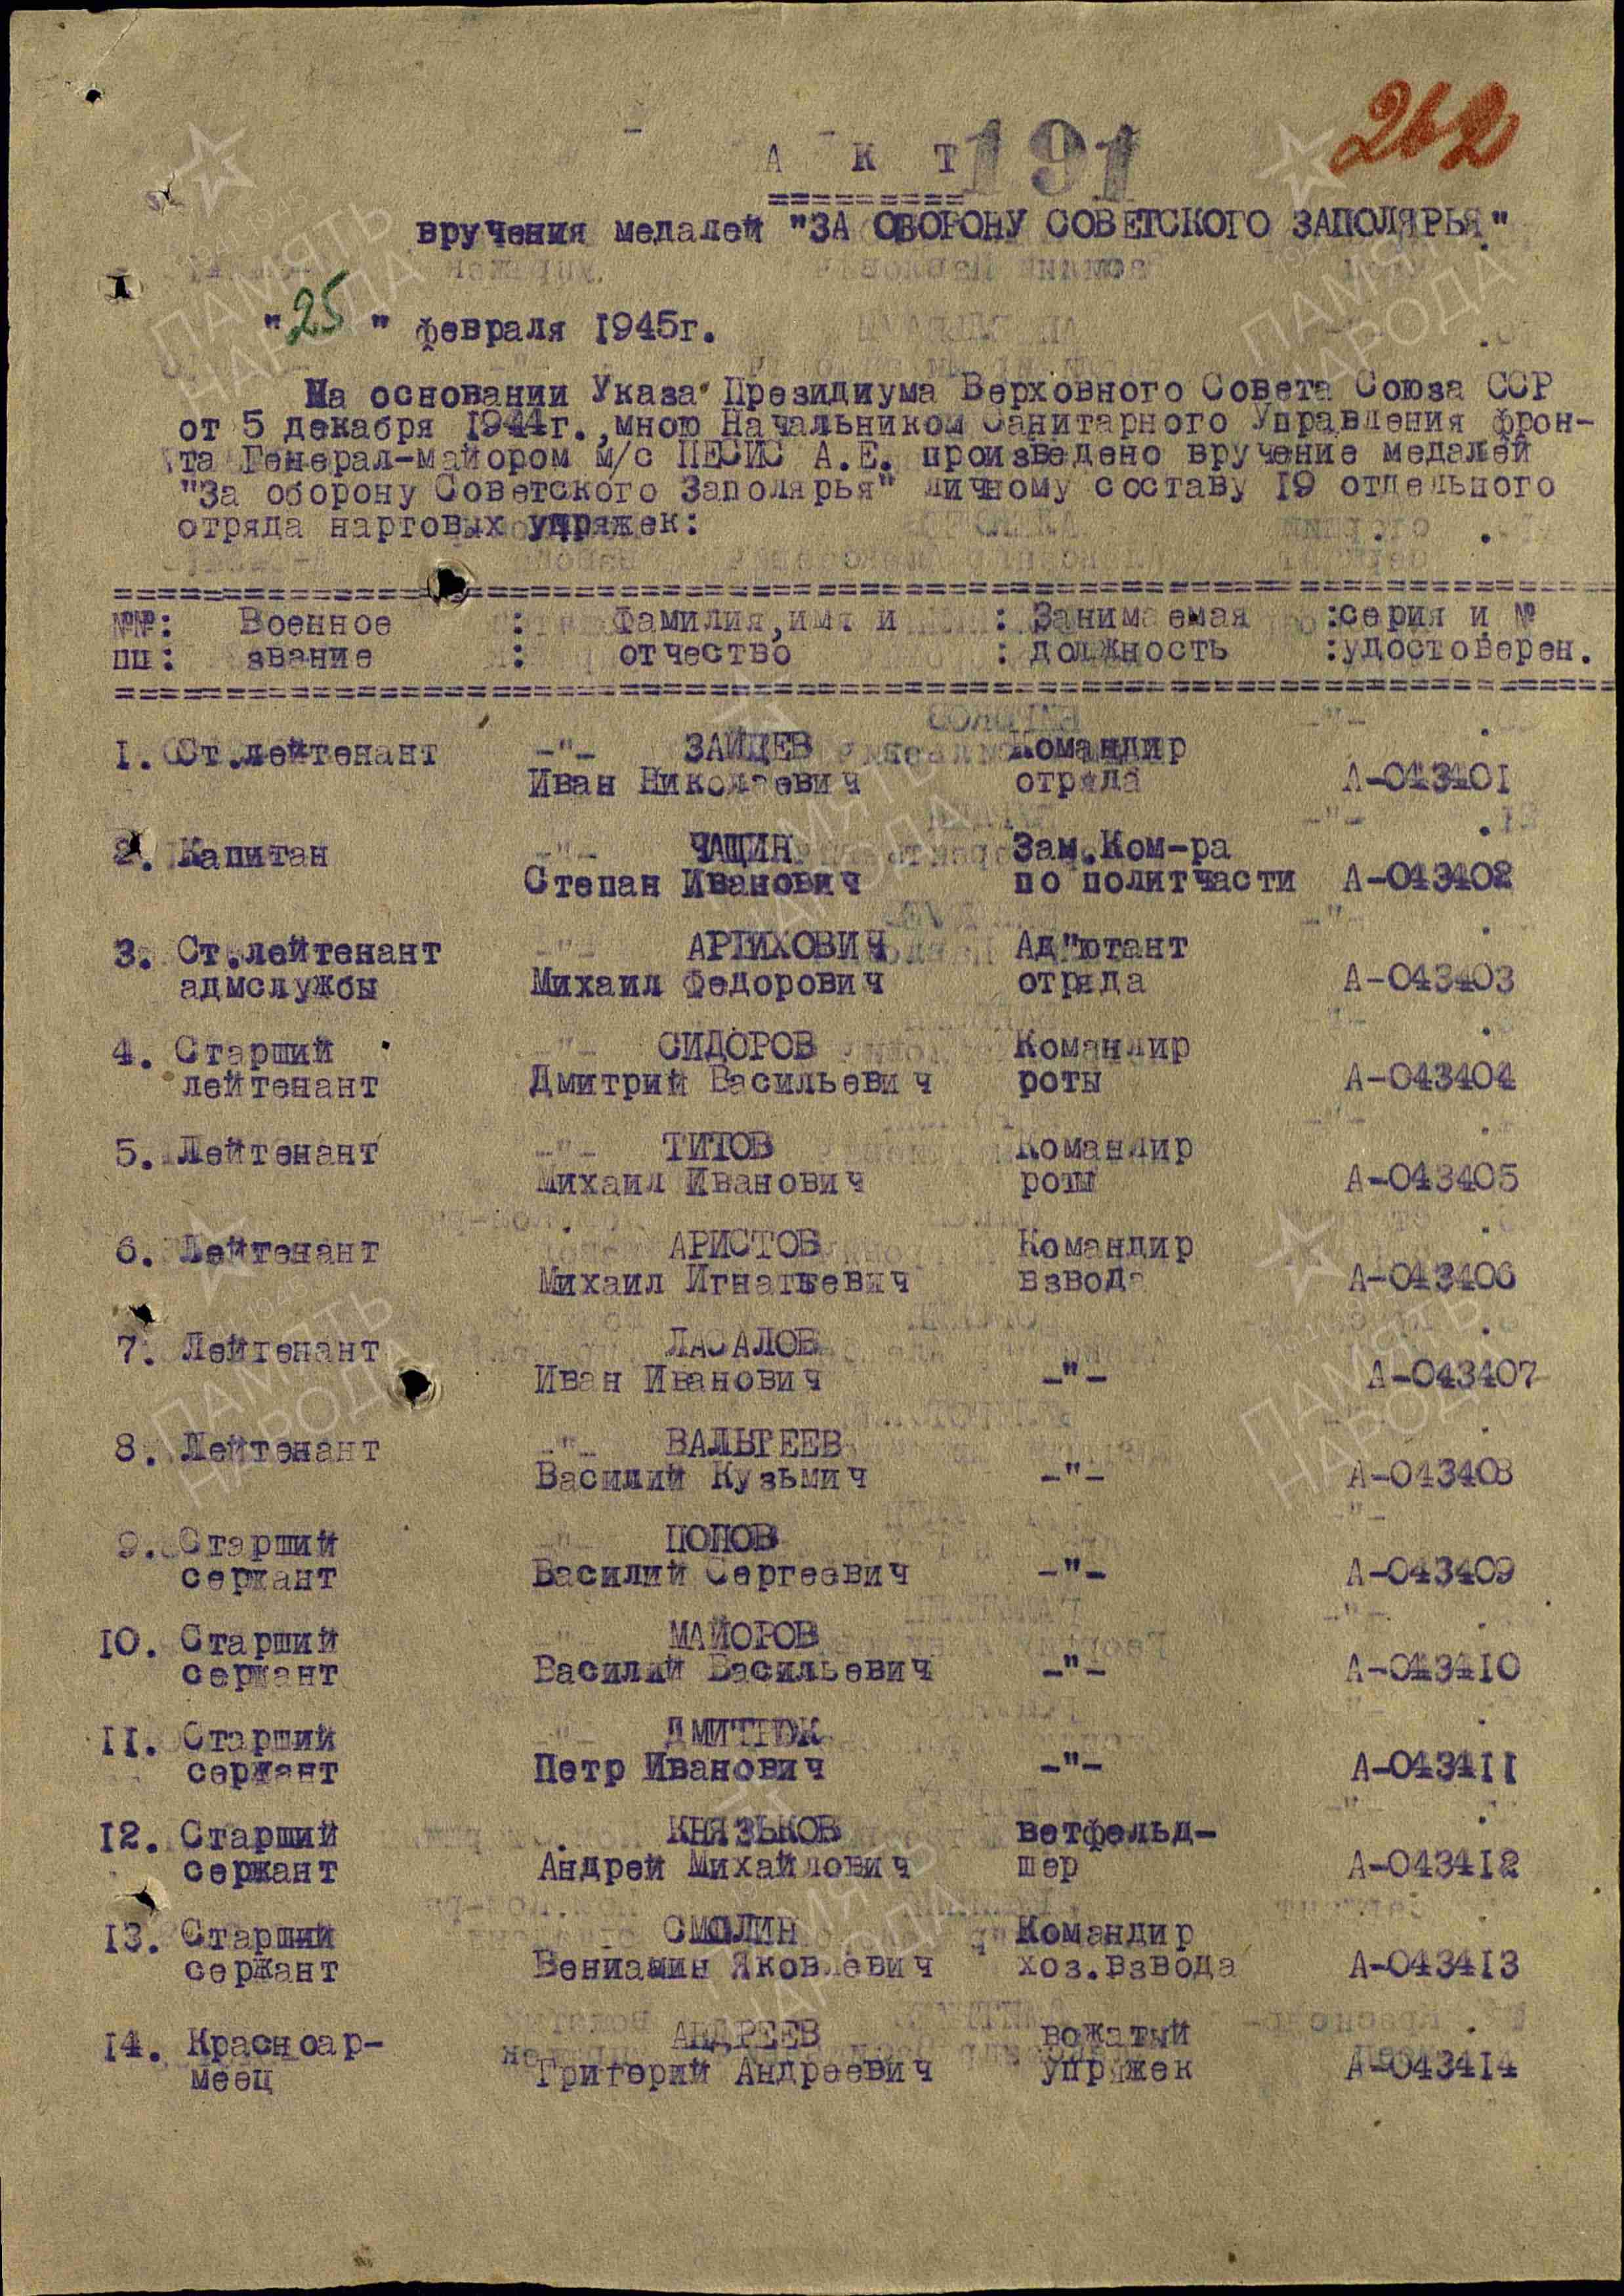 262
А К Т 191
=========
вручения медалей "ЗА ОБОРОНУ СОВЕТСКОГО ЗАПОЛЯРЬЯ"
"25" февраля 1945г.
На основании Указа Президиума Верховного Совета Союза ССР
от 5 декабря 1944г., мною Начальником Санитарного Управления фрон-
та Генерал-майором м/с ПЕСИС А.Е. произведено вручение медалей
"За оборону Советского Заполярья" личному составу 19 отдельного
отряда нартовых упряжек:
№№: Военное : Фамилия, имя и : Занимаемая :серия и №
пп: звание : отчество : должность :удостоверен.
1. Ст.лейтенант -"- ЗАЙЦЕВ Командир
Иван Николаевич отряда А-043401
2. Капитан -"- ЧАЩИН Зам.Ком-ра
Степан Иванович по политчасти А-043402
3. Ст.лейтенант -"- АРТИХОВИЧ Ад"ютант
адмслужбы Михаил Федорович отряда А-043403
4. Старший -"- СИДОРОВ Командир
лейтенант Дмитрий Васильевич роты А-043404
5. Лейтенант -"- ТИТОВ Командир
Михаил Иванович роты А-043405
6. Лейтенант АРИСТОВ Командир
Михаил Игнатьевич взвода А-043406
7. Лейтенант
Иван Иванович -"- А-043407
8. Лейтенант -"- ВАЛЬТЕЕВ
Василий Кузьмич -"- А-043408
9. Старший ПОПОВ
сержант Василий Сергеевич -"- А-043409
10. Старший МАЙОРОВ
сержант Василий Васильевич -"- А-043410
11. Старший ДМИТРЮК
сержант Петр Иванович -"- А-043411
12. Старший КНЯЗЬКОВ ветфельд-
сержант Андрей Михайлович шер А-043412
13. Старший СМОЛИН Командир
сержант Вениамин Яковлевич хоз.взвода А-043413
14. Красноар- АНДРЕЕВ вожатый
меец Григорий Андреевич упряжек А-043414
ПАМЯТЬ
НАРОДА